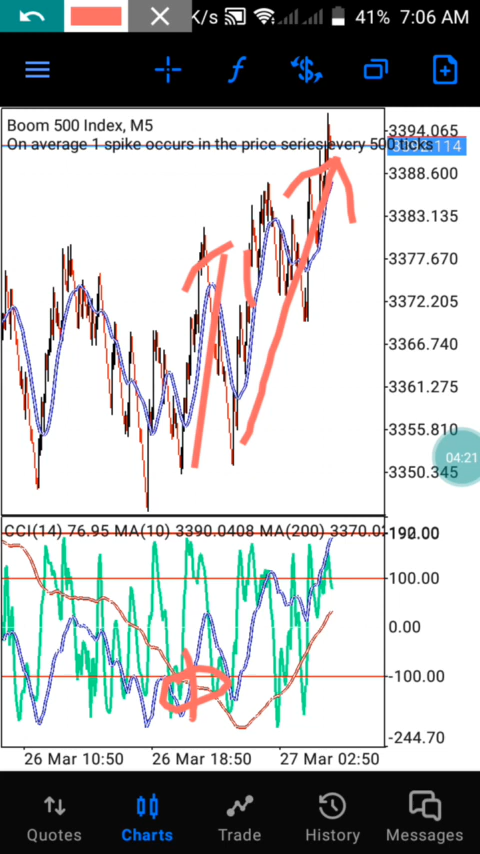 K/s 41% 7:06 AM
Boom 500 Index, M5
On average 1 spike occurs in the price series every 500 ticks
3394.065
3388.600
3383.135
3377.670
3372.205
3366.740
3361.275
3355.810
04:21
3350.345
CCI(14) 76.95 MA(10) 3390.0408 MA(200) 3370.0
100.00
0.00
-100.00
-244.70
26 Mar 10:50 26 Mar 18:50 27 Mar 02:50
Quotes Charts Trade History Messages